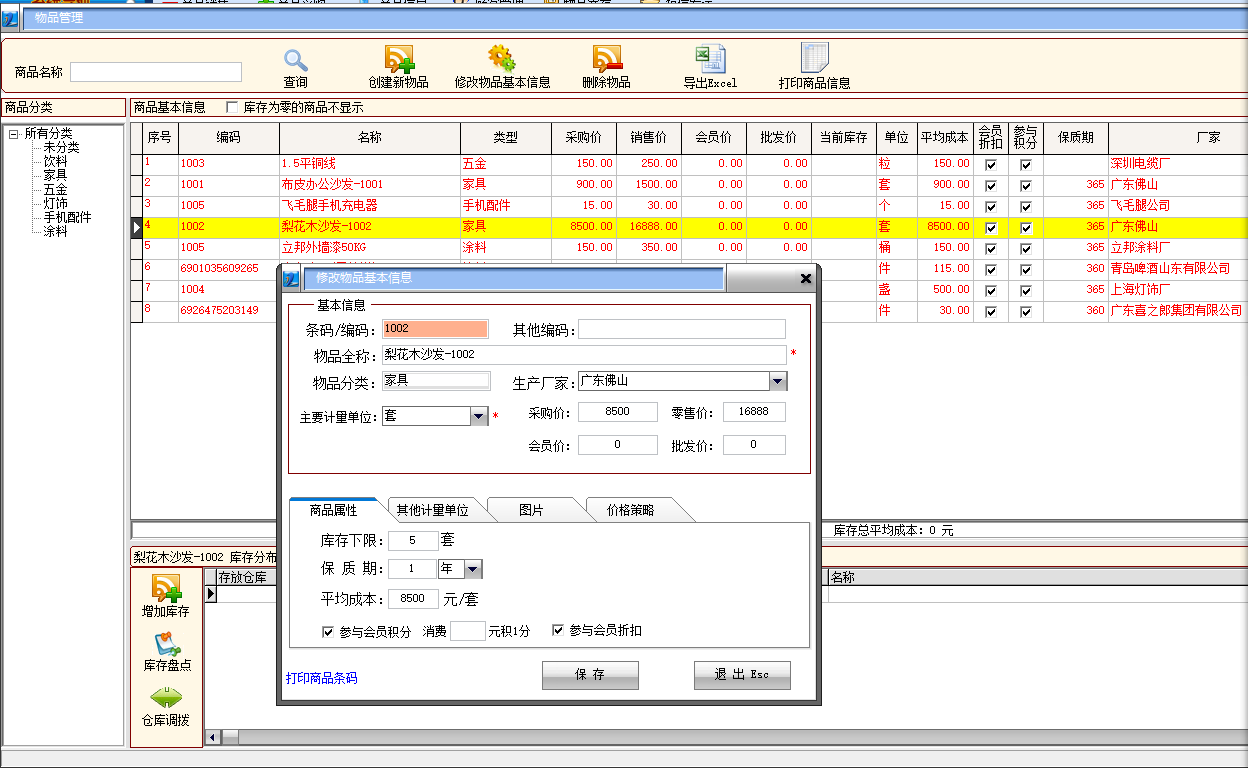 物品管理
商品名称
查询
创建新物品
修改物品基本信息
删除物品
导出Excel
打印商品信息
商品分类
商品基本信息 库存为零的商品不显示
所有分类
未分类
饮料
家具
五金
灯饰
手机配件
涂料
序号 编码 名称 类型 采购价 销售价 会员价 批发价 当前库存 单位 平均成本 会员折扣 参与积分 保质期 厂家
1 1003 1.5平铜线 五金 150.00 250.00 0.00 0.00 粒 150.00 深圳电缆厂
2 1001 布皮办公沙发-1001 家具 900.00 1500.00 0.00 0.00 套 900.00 365 广东佛山
3 1005 飞毛腿手机充电器 手机配件 15.00 30.00 0.00 0.00 个 15.00 365 飞毛腿公司
4 1002 梨花木沙发-1002 家具 8500.00 16888.00 0.00 0.00 套 8500.00 365 广东佛山
5 1005 立邦外墙漆50KG 涂料 150.00 350.00 0.00 0.00 桶 150.00 365 立邦涂料厂
6 6901035609265 件 115.00 360 青岛啤酒山东有限公司
7 1004 盏 500.00 365 上海灯饰厂
8 6926475203149 件 30.00 360 广东喜之郎集团有限公司
修改物品基本信息
基本信息
条码/编码: 1002 其他编码:
物品全称: 梨花木沙发-1002 *
物品分类: 家具 生产厂家: 广东佛山
主要计量单位: 套 * 采购价: 8500 零售价: 16888
会员价: 0 批发价: 0
商品属性 其他计量单位 图片 价格策略
库存下限: 5 套
保 质 期: 1 年
平均成本: 8500 元/套
参与会员积分 消费 元积1分 参与会员折扣
打印商品条码 保 存 退 出 Esc
库存总平均成本: 0 元
梨花木沙发-1002 库存分布
存放仓库 名称
增加库存
库存盘点
仓库调拨